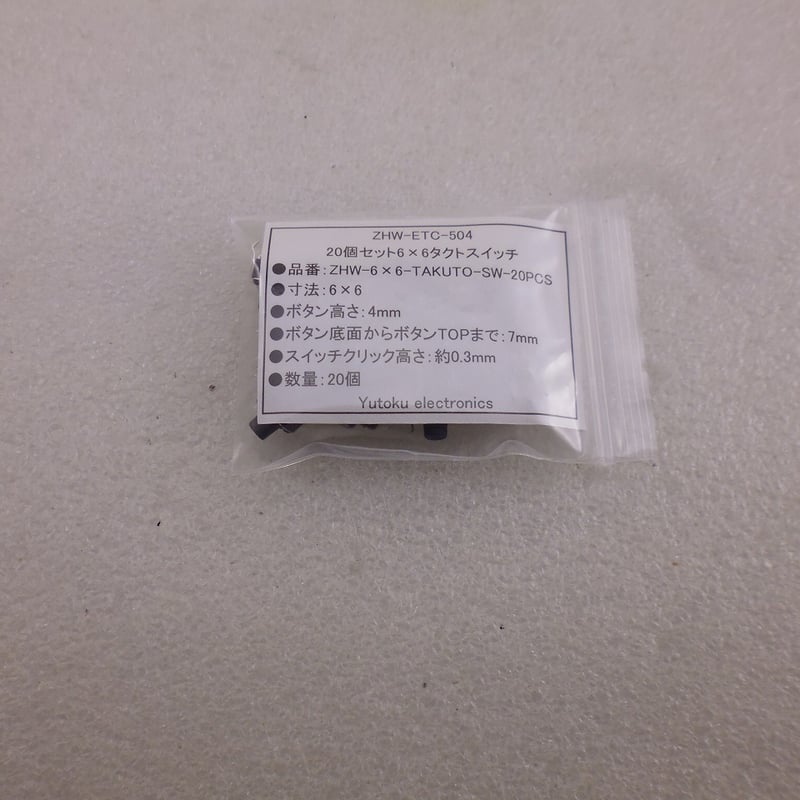 ZHW-ETC-504
20個セット6×6タクトスイッチ
●品番:ZHW-6×6-TAKUTO-SW-20PCS
●寸法:6×6
●ボタン高さ:4mm
●ボタン底面からボタンTOPまで:7mm
●スイッチクリック高さ:約0.3mm
●数量:20個
Yutoku electronics